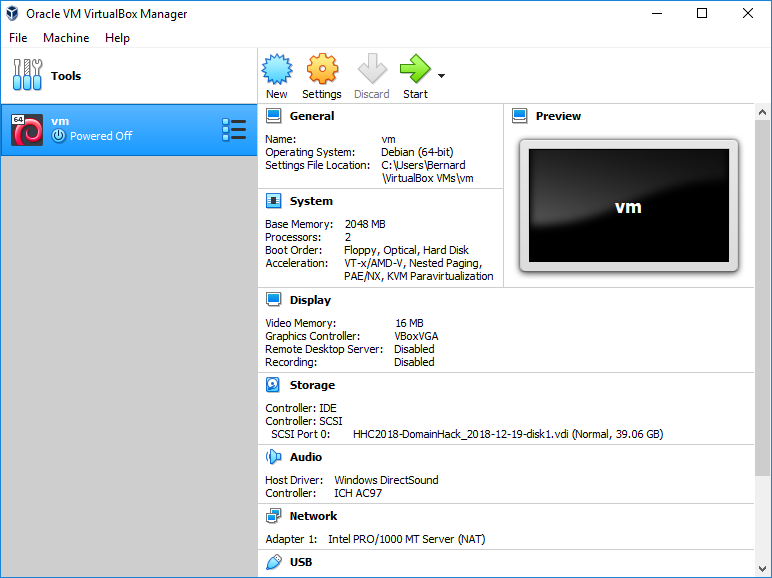 Oracle VM VirtualBox Manager
File Machine Help
Tools
New Settings Discard Start
64
vm
Powered Off
General
Name: vm
Operating System: Debian (64-bit)
Settings File Location: C:\Users\Bernard
\VirtualBox VMs\vm
Preview
vm
System
Base Memory: 2048 MB
Processors: 2
Boot Order: Floppy, Optical, Hard Disk
Acceleration: VT-x/AMD-V, Nested Paging,
PAE/NX, KVM Paravirtualization
Display
Video Memory: 16 MB
Graphics Controller: VBoxVGA
Remote Desktop Server: Disabled
Recording: Disabled
Storage
Controller: IDE
Controller: SCSI
SCSI Port 0: HHC2018-DomainHack_2018-12-19-disk1.vdi (Normal, 39.06 GB)
Audio
Host Driver: Windows DirectSound
Controller: ICH AC97
Network
Adapter 1: Intel PRO/1000 MT Server (NAT)
USB